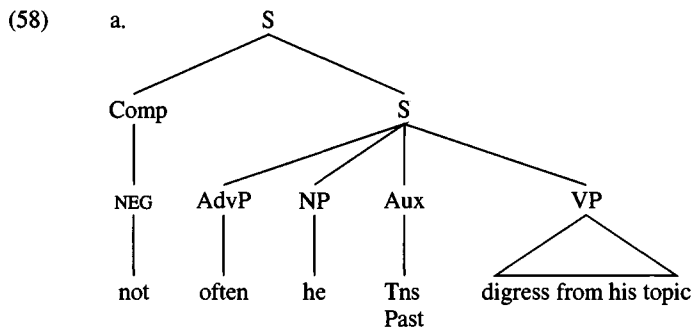 (58) a. S
Comp S
NEG AdvP NP Aux VP
not often he Tns digress from his topic
Past